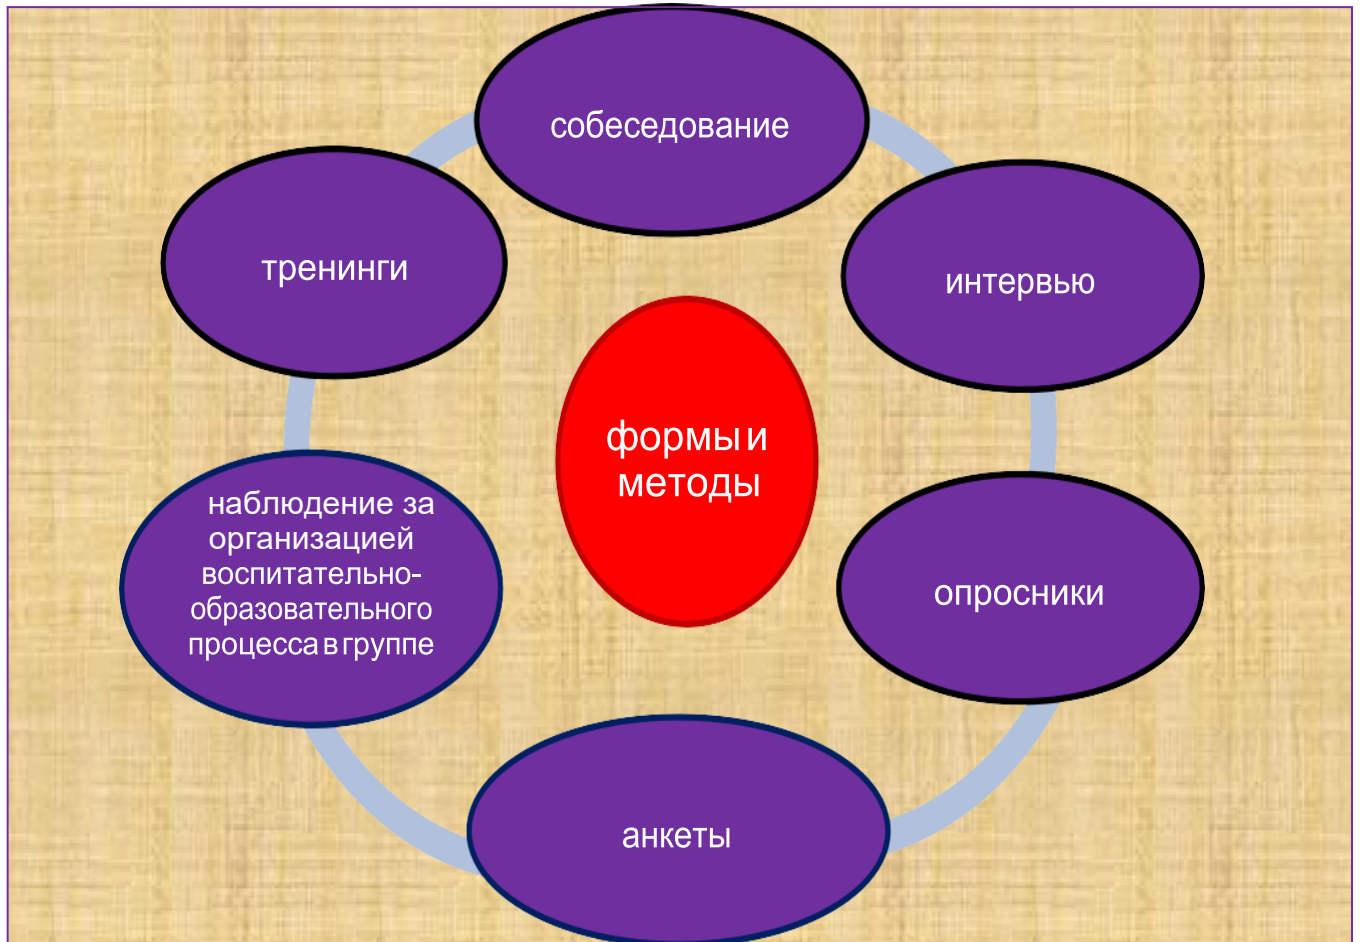 собеседование
тренинги
интервью
формы и
методы
наблюдение за
организацией
воспитательно-
образовательного
процесса в группе
опросники
анкеты